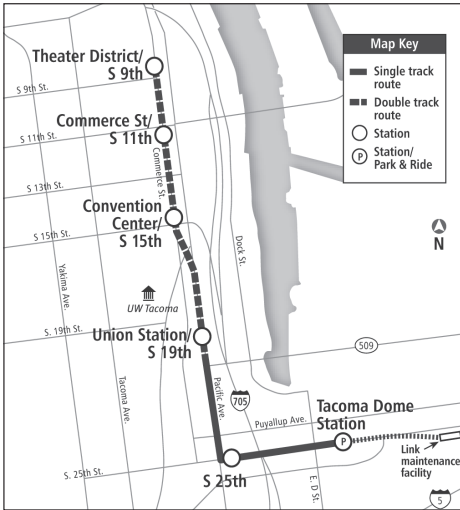 Theater District/
S 9th
S 9th St.
Map Key
Single track
route
Double track
route
Station
P
Station/
Park & Ride
Commerce St/
S 11th
S 11th St.
Commerce St.
S 13th St.
Convention
Center/
S 15th
S 15th St.
Dock St.
N
Yakima Ave.
UW Tacoma
S. 19th St.
Union Station/
S 19th
509
Tacoma Ave.
Pacific Ave.
705
Tacoma Dome
Station
Puyallup Ave.
P
Link
maintenance
facility
S. 25th St.
S 25th
E. D St.
5